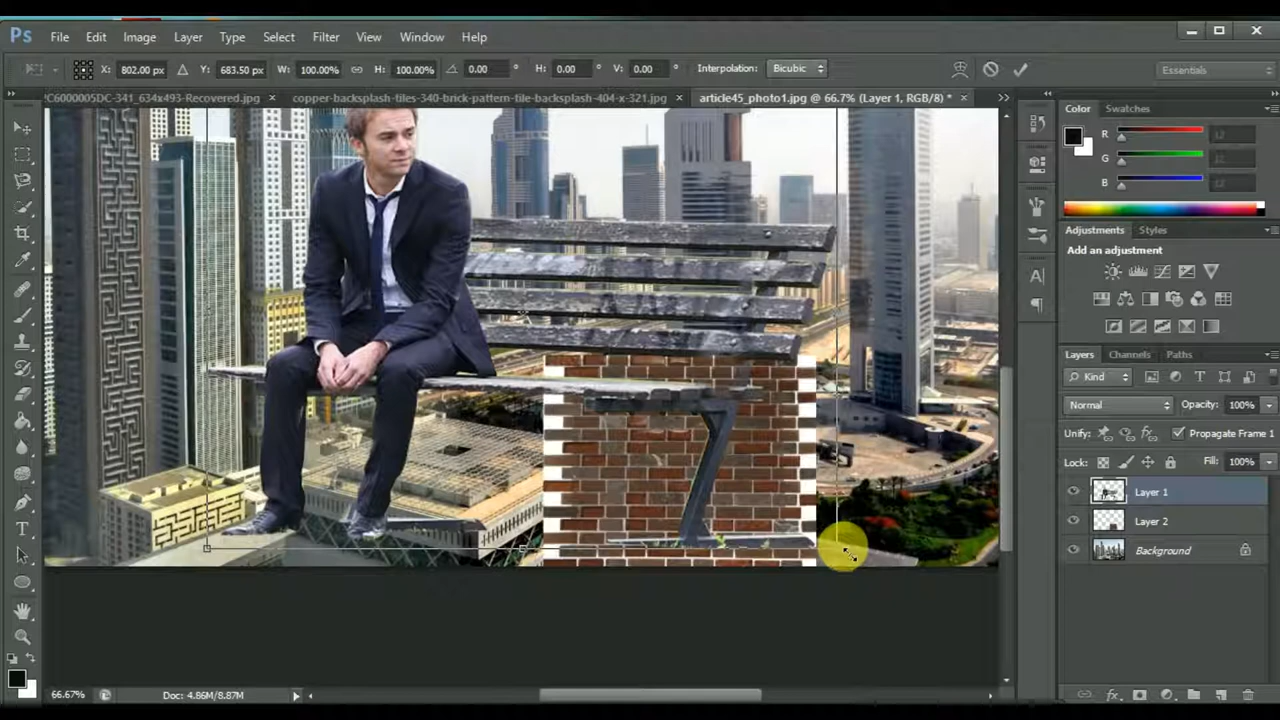 Ps File Edit Image Layer Type Select Filter View Window Help
X: 802.00 px Y: 683.50 px W: 100.00% H: 100.00% 0.00 ° H: 0.00 ° V: 0.00 ° Interpolation: Bicubic Essentials
C6000005DC-341_634x493-Recovered.jpg × copper-backsplash-tiles-340-brick-pattern-tile-backsplash-404-x-321.jpg × article45_photo1.jpg @ 66.7% (Layer 1, RGB/8) * ×
Color Swatches
R
G
B
Adjustments Styles
Add an adjustment
Layers Channels Paths
Kind
Normal Opacity: 100%
Unify: Propagate Frame 1
Lock: Fill: 100%
Layer 1
Layer 2
Background
66.67% Doc: 4.86M/8.87M